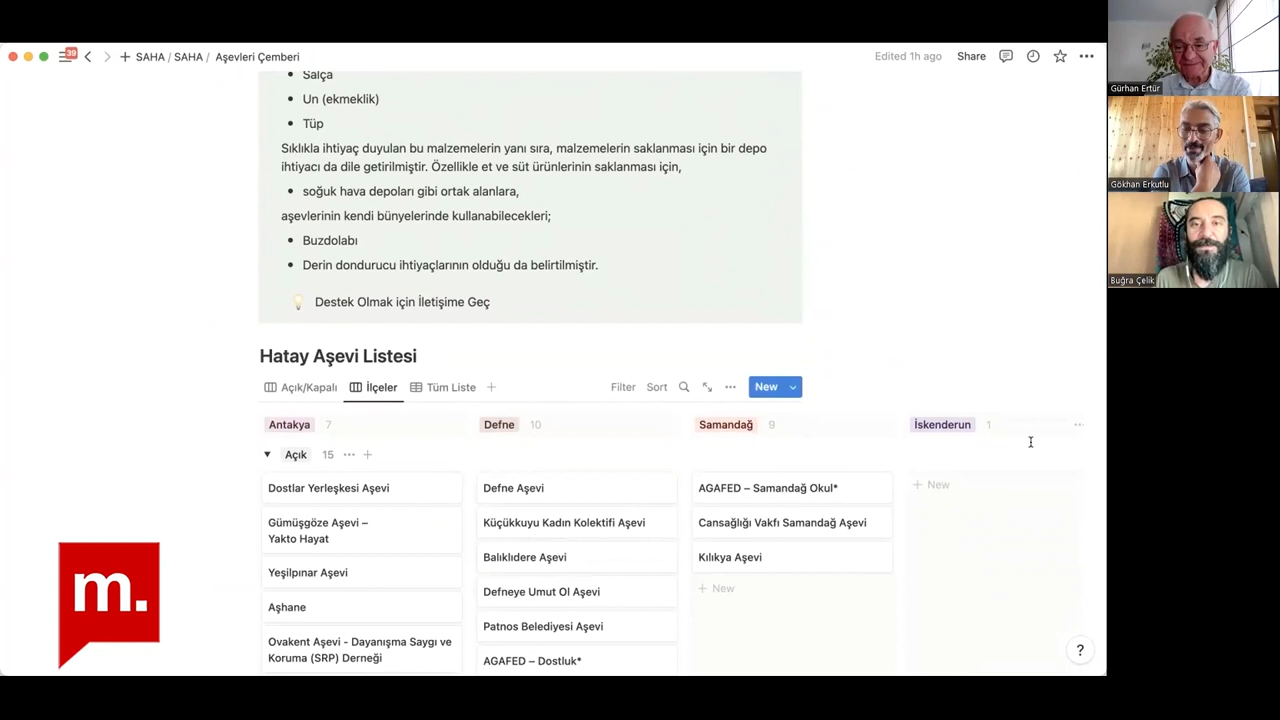 39
SAHA / SAHA / Aşevleri Çemberi
Edited 1h ago
Share
Salça
Un (ekmeklik)
Tüp
Sıklıkla ihtiyaç duyulan bu malzemelerin yanı sıra, malzemelerin saklanması için bir depo
ihtiyacı da dile getirilmiştir. Özellikle et ve süt ürünlerinin saklanması için,
soğuk hava depoları gibi ortak alanlara,
aşevlerinin kendi bünyelerinde kullanabilecekleri;
Buzdolabı
Derin dondurucu ihtiyaçlarının olduğu da belirtilmiştir.
Destek Olmak için İletişime Geç
Hatay Aşevi Listesi
Açık/Kapalı
İlçeler
Tüm Liste
Filter
Sort
New
Antakya 7
Defne 10
Samandağ 9
İskenderun 1
Açık 15
Dostlar Yerleşkesi Aşevi
Gümüşgöze Aşevi –
Yakto Hayat
Yeşilpınar Aşevi
Aşhane
Ovakent Aşevi - Dayanışma Saygı ve
Koruma (SRP) Derneği
Defne Aşevi
Küçükkuyu Kadın Kolektifi Aşevi
Balıklıdere Aşevi
Defneye Umut Ol Aşevi
Patnos Belediyesi Aşevi
AGAFED – Dostluk*
AGAFED – Samandağ Okul*
Cansağlığı Vakfı Samandağ Aşevi
Kılıkya Aşevi
New
New
?
m.
Gürhan Ertür
Gökhan Erkutlu
Buğra Çelik